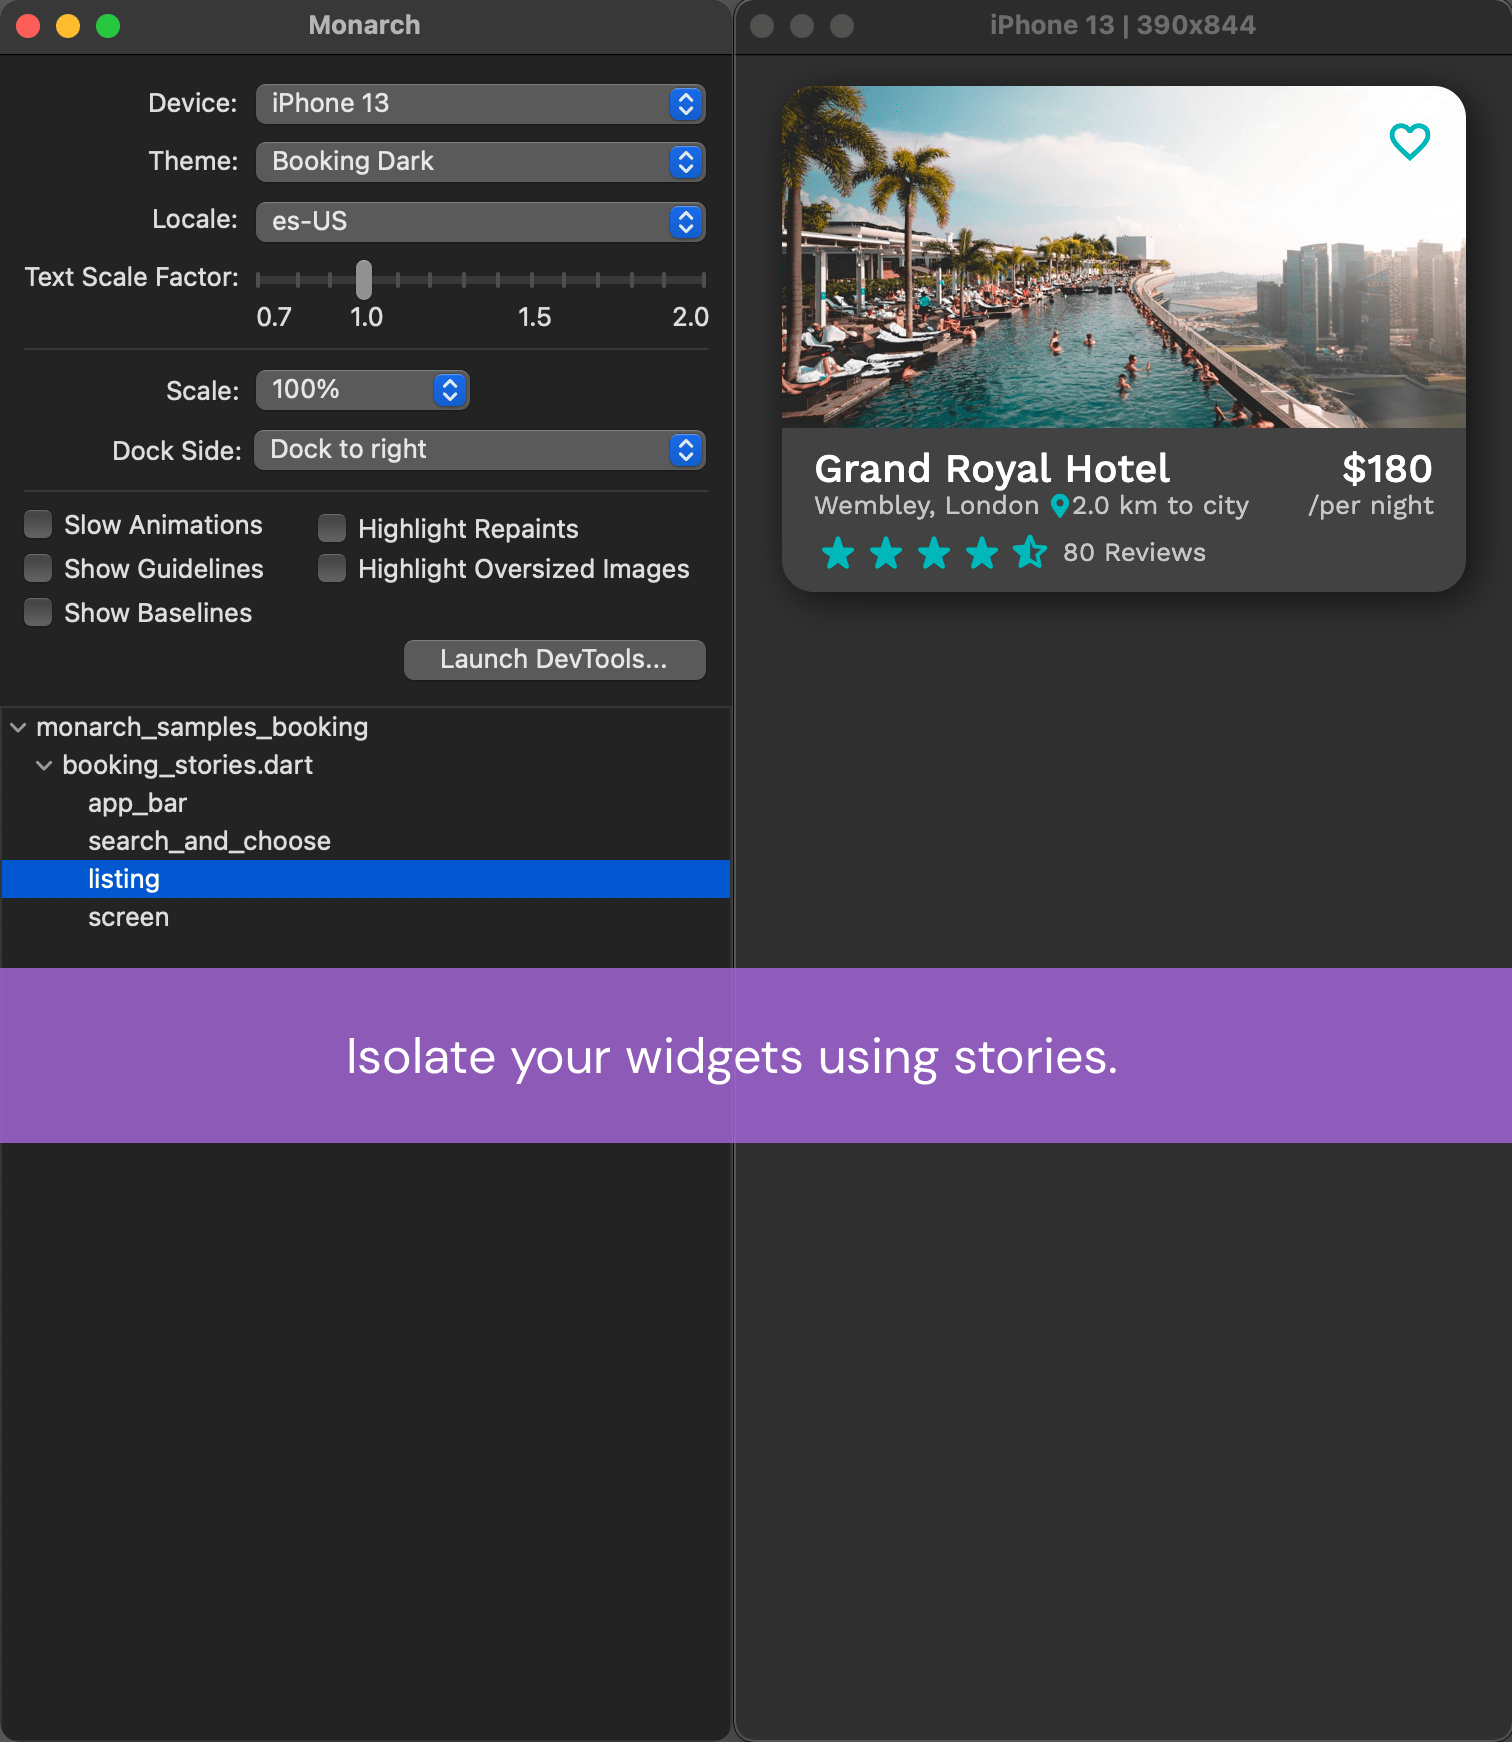 Monarch
Device: iPhone 13
Theme: Booking Dark
Locale: es-US
Text Scale Factor:
0.7 1.0 1.5 2.0
Scale: 100%
Dock Side: Dock to right
Slow Animations
Highlight Repaints
Show Guidelines
Highlight Oversized Images
Show Baselines
Launch DevTools...
monarch_samples_booking
booking_stories.dart
app_bar
search_and_choose
listing
screen
iPhone 13 | 390x844
Grand Royal Hotel $180
Wembley, London 2.0 km to city /per night
80 Reviews
Isolate your widgets using stories.